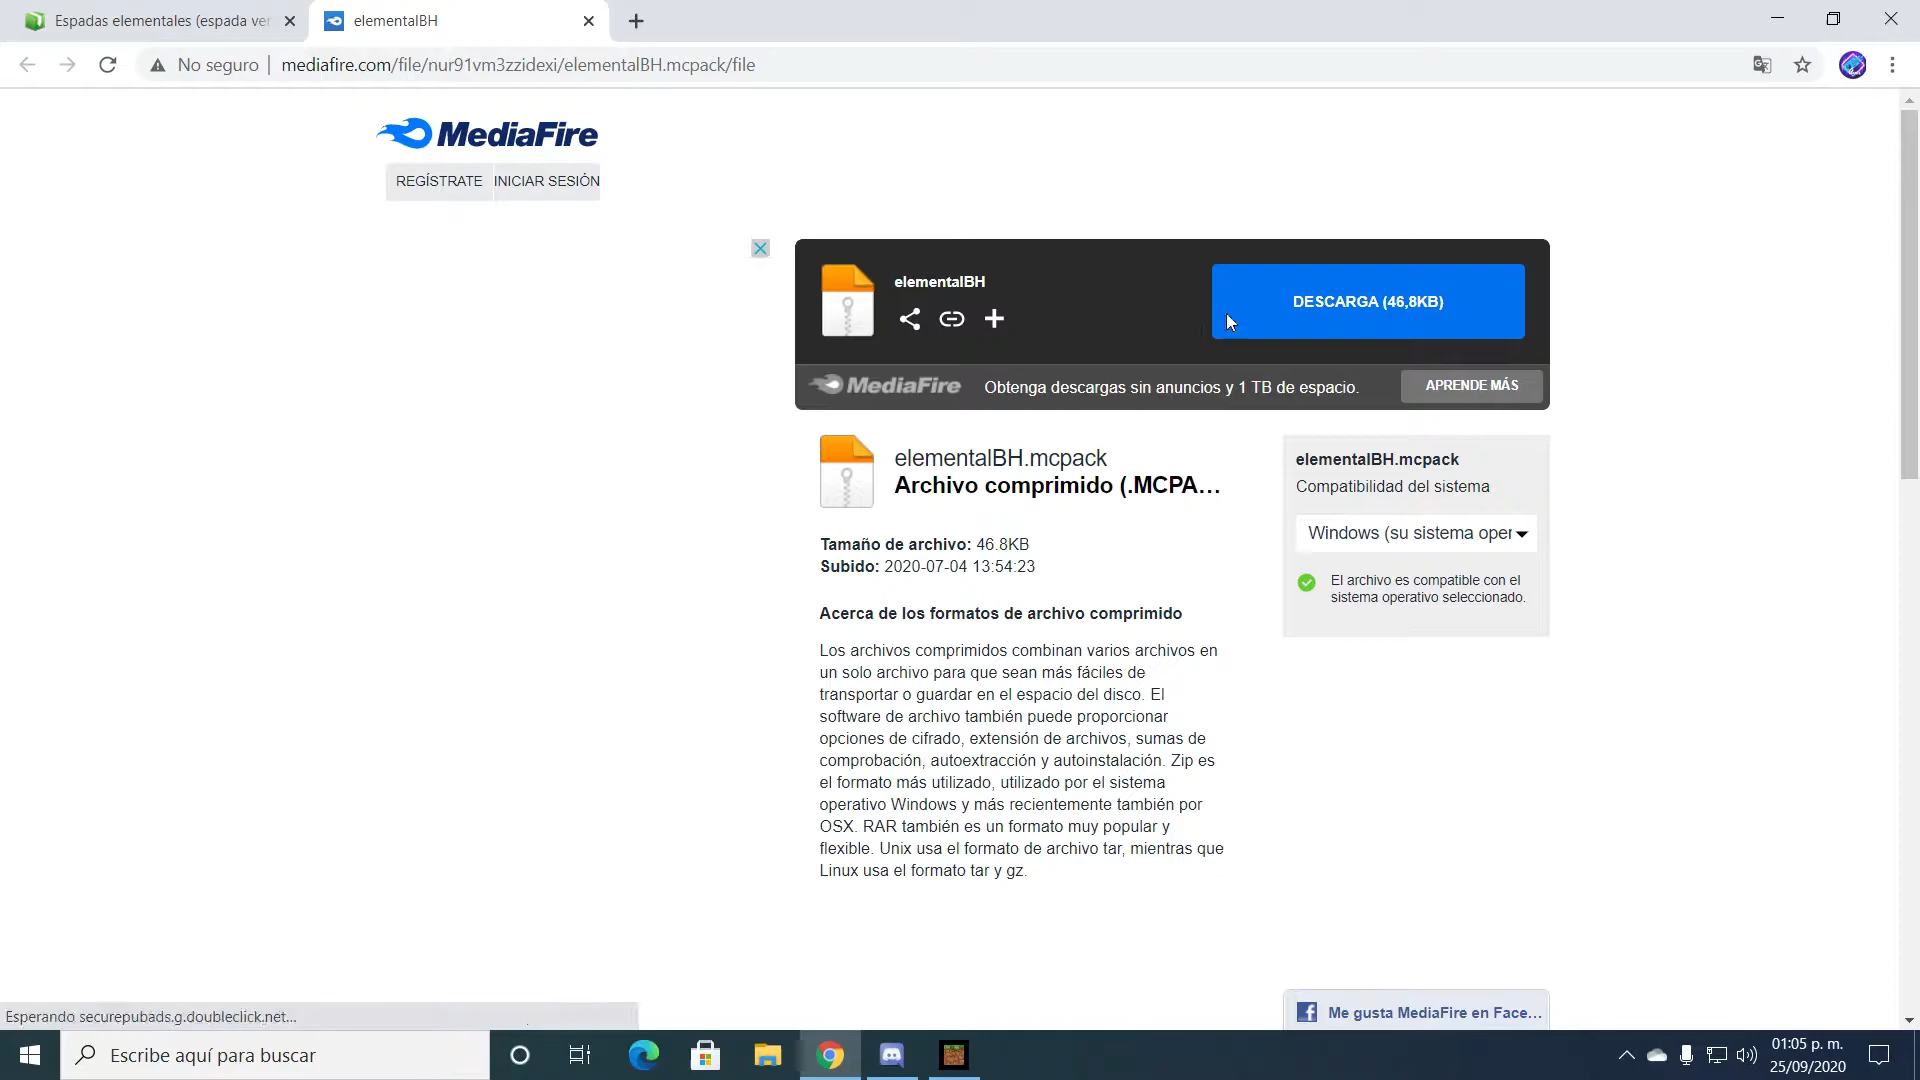 Espadas elementales (espada ver
elementalBH
No seguro
mediafire.com/file/nur91vm3zzidexi/elementalBH.mcpack/file
MediaFire
REGÍSTRATE
INICIAR SESIÓN
elementalBH
DESCARGA (46,8KB)
MediaFire
Obtenga descargas sin anuncios y 1 TB de espacio.
APRENDE MÁS
elementalBH.mcpack
Archivo comprimido (.MCPA...
Tamaño de archivo: 46.8KB
Subido: 2020-07-04 13:54:23
Acerca de los formatos de archivo comprimido
Los archivos comprimidos combinan varios archivos en
un solo archivo para que sean más fáciles de
transportar o guardar en el espacio del disco. El
software de archivo también puede proporcionar
opciones de cifrado, extensión de archivos, sumas de
comprobación, autoextracción y autoinstalación. Zip es
el formato más utilizado, utilizado por el sistema
operativo Windows y más recientemente también por
OSX. RAR también es un formato muy popular y
flexible. Unix usa el formato de archivo tar, mientras que
Linux usa el formato tar y gz.
elementalBH.mcpack
Compatibilidad del sistema
Windows (su sistema oper
El archivo es compatible con el
sistema operativo seleccionado.
Me gusta MediaFire en Face...
Esperando securepubads.g.doubleclick.net...
Escribe aquí para buscar
01:05 p. m.
25/09/2020